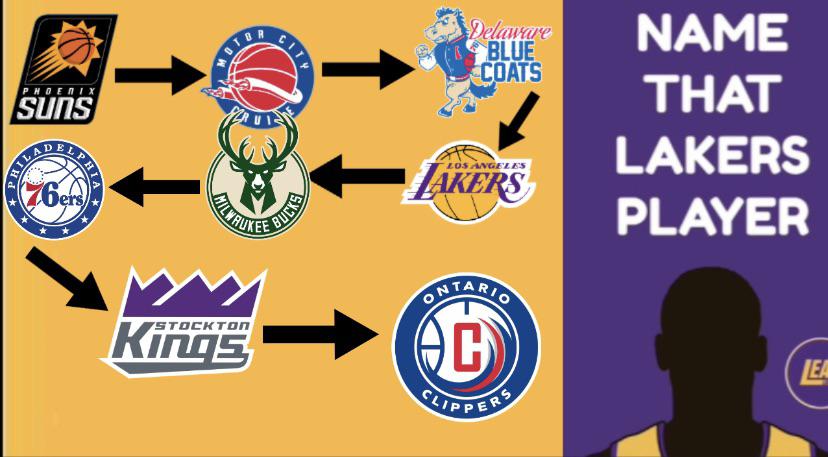 PHOENIX
SUNS
MOTOR CITY
CRUISE
Delaware
BLUE
COATS
NAME
THAT
LAKERS
PLAYER
PHILADELPHIA
76ers
MILWAUKEE BUCKS
LOS ANGELES
LAKERS
STOCKTON
Kings
ONTARIO
C
CLIPPERS